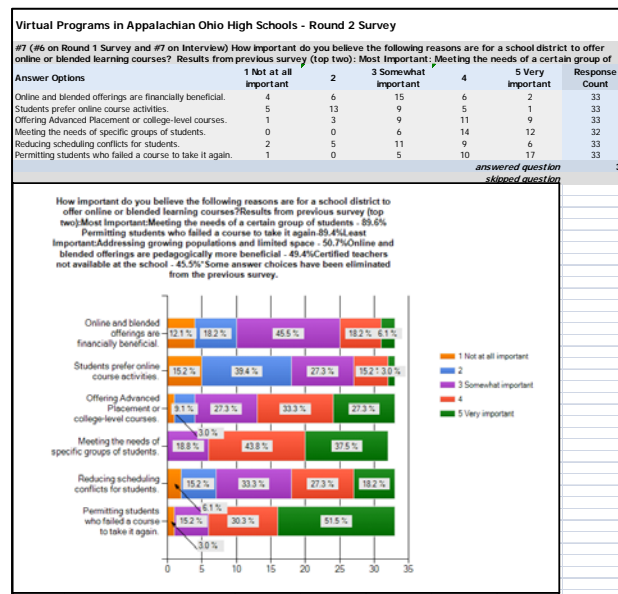 Virtual Programs in Appalachian Ohio High Schools - Round 2 Survey
#7 (#6 on Round 1 Survey and #7 on Interview) How important do you believe the following reasons are for a school district to offer
online or blended learning courses? Results from previous survey (top two): Most Important: Meeting the needs of a certain group of
Answer Options 1 Not at all important 2 3 Somewhat important 4 5 Very important Response Count
Online and blended offerings are financially beneficial. 4 6 15 6 2 33
Students prefer online course activities. 5 13 9 5 1 33
Offering Advanced Placement or college-level courses. 1 3 9 11 9 33
Meeting the needs of specific groups of students. 0 0 6 14 12 32
Reducing scheduling conflicts for students. 2 5 11 9 6 33
Permitting students who failed a course to take it again. 1 0 5 10 17 33
answered question
skipped question
How important do you believe the following reasons are for a school district to
offer online or blended learning courses?Results from previous survey (top
two):Most Important:Meeting the needs of a certain group of students - 89.6%
Permitting students who failed a course to take it again-89.4%Least
Important:Addressing growing populations and limited space - 50.7%Online and
blended offerings are pedagogically more beneficial - 49.4%Certified teachers
not available at the school - 45.5%*Some answer choices have been eliminated
from the previous survey.
Online and blended
offerings are
financially beneficial.
12.1 % 18.2 % 45.5 % 18.2 % 6.1 %
Students prefer online
course activities.
15.2 % 39.4 % 27.3 % 15.2 % 3.0 %
Offering Advanced
Placement or
college-level courses.
9.1 % 27.3 % 33.3 % 27.3 %
3.0 %
Meeting the needs of
specific groups of students.
18.8 % 43.8 % 37.5 %
Reducing scheduling
conflicts for students.
15.2 % 33.3 % 27.3 % 18.2 %
6.1 %
Permitting students
who failed a course
to take it again.
15.2 % 30.3 % 51.5 %
3.0 %
0 5 10 15 20 25 30 35
1 Not at all important
2
3 Somewhat important
4
5 Very important